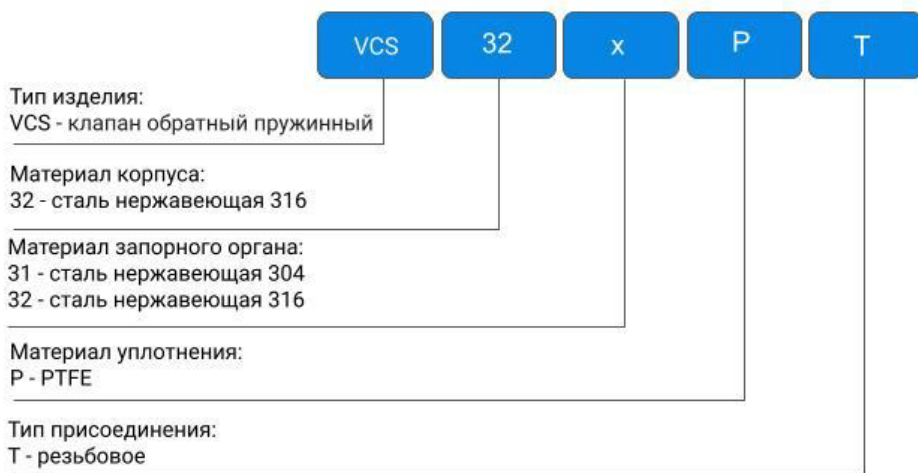 VCS 32 x P T
Тип изделия:
VCS - клапан обратный пружинный
Материал корпуса:
32 - сталь нержавеющая 316
Материал запорного органа:
31 - сталь нержавеющая 304
32 - сталь нержавеющая 316
Материал уплотнения:
P - PTFE
Тип присоединения:
T - резьбовое